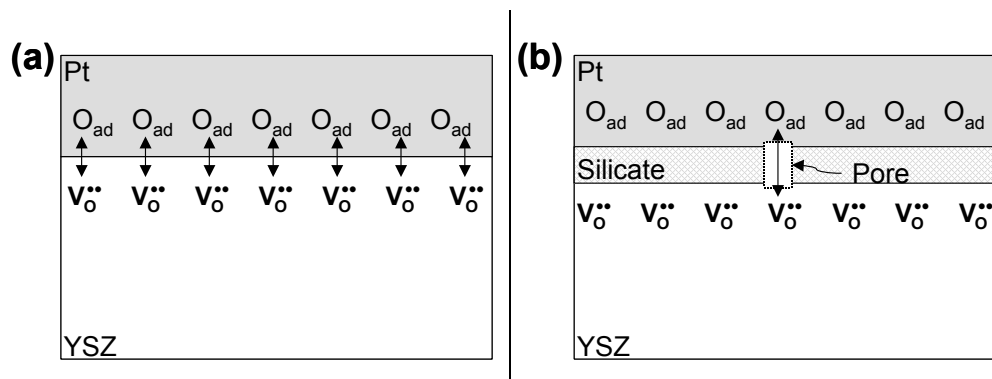 (a)
Pt
O_ad O_ad O_ad O_ad O_ad O_ad O_ad
V_o^•• V_o^•• V_o^•• V_o^•• V_o^•• V_o^•• V_o^••
YSZ
(b)
Pt
O_ad O_ad O_ad O_ad O_ad O_ad O_ad
Silicate Pore
V_o^•• V_o^•• V_o^•• V_o^•• V_o^•• V_o^•• V_o^••
YSZ